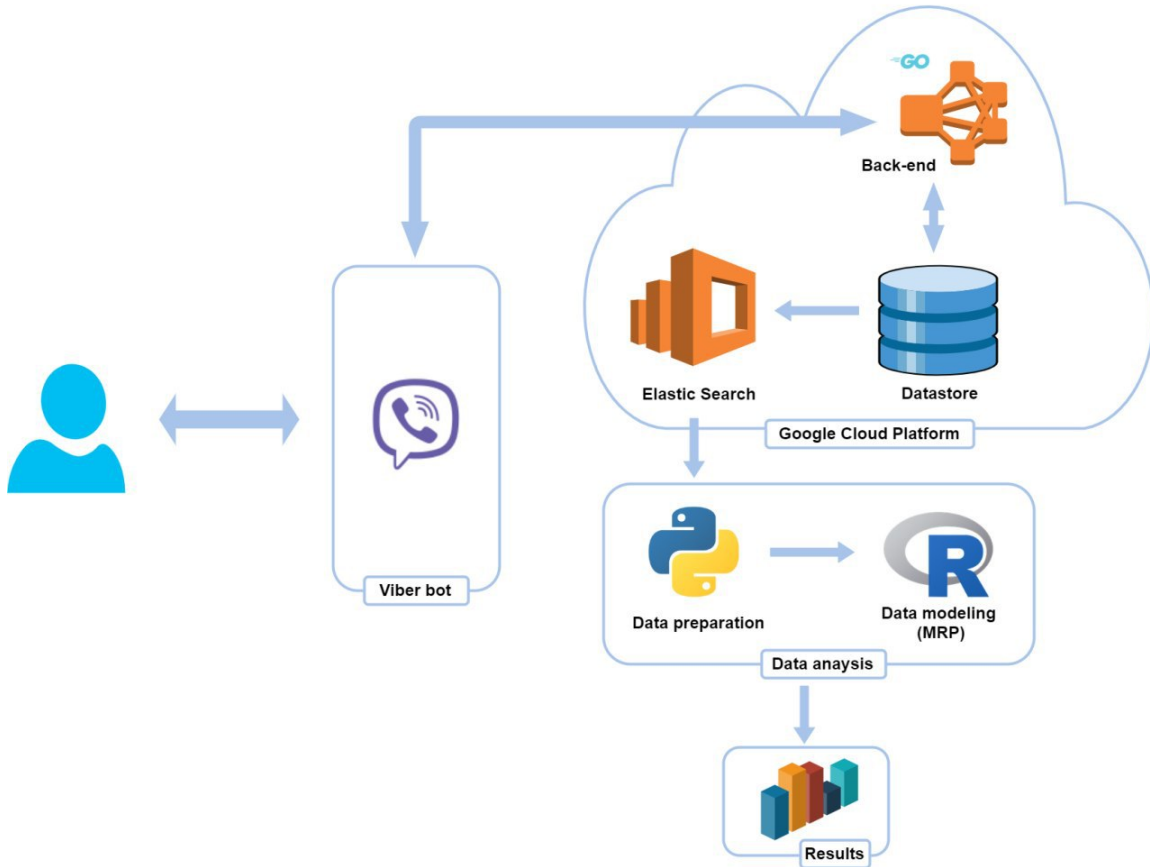 GO
Back-end
Elastic Search
Datastore
Google Cloud Platform
Viber bot
Data preparation
R
Data modeling
(MRP)
Data anaysis
Results